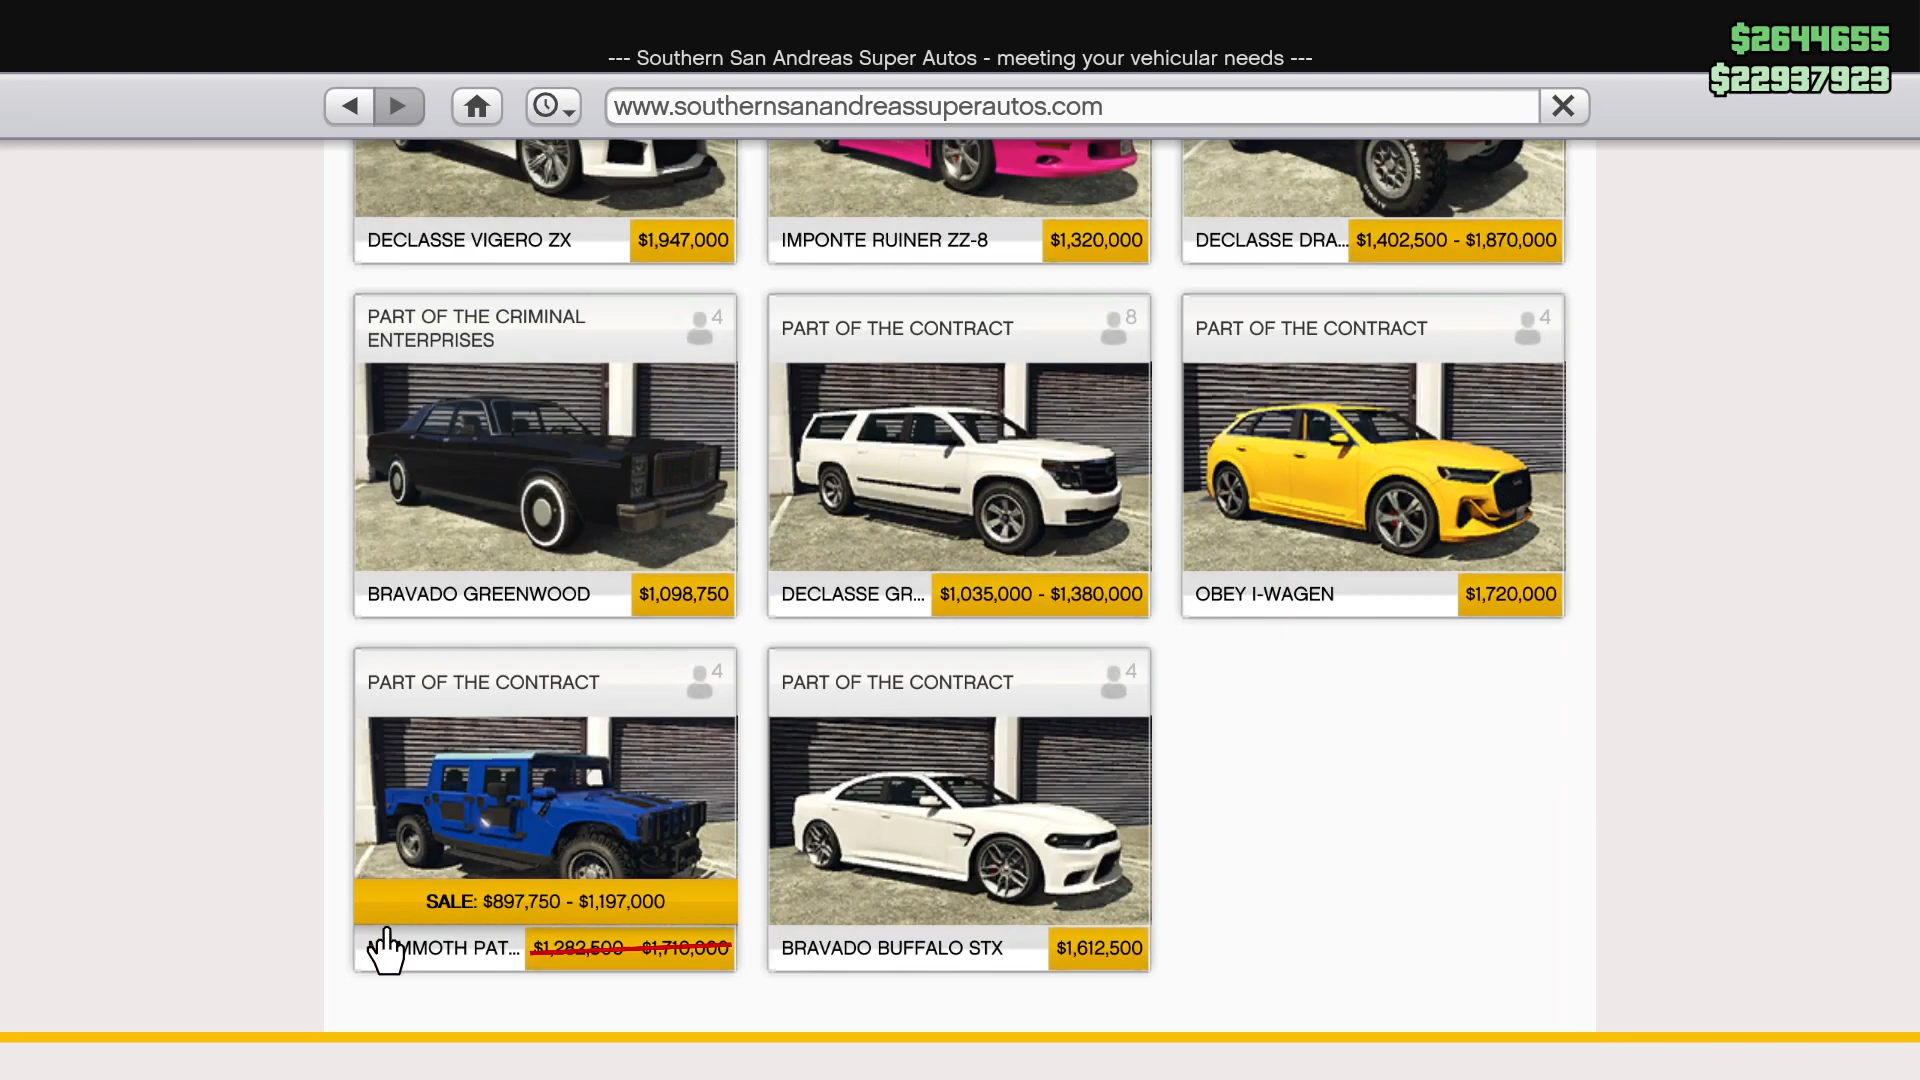 --- Southern San Andreas Super Autos - meeting your vehicular needs ---
$2644655
$22937923
www.southernsanandreassuperautos.com
DECLASSE VIGERO ZX
$1,947,000
IMPONTE RUINER ZZ-8
$1,320,000
DECLASSE DRA...
$1,402,500 - $1,870,000
PART OF THE CRIMINAL
ENTERPRISES
4
PART OF THE CONTRACT
8
PART OF THE CONTRACT
4
BRAVADO GREENWOOD
$1,098,750
DECLASSE GR...
$1,035,000 - $1,380,000
OBEY I-WAGEN
$1,720,000
PART OF THE CONTRACT
4
PART OF THE CONTRACT
4
SALE: $897,750 - $1,197,000
MMOTH PAT...
$1,282,500 - $1,710,000
BRAVADO BUFFALO STX
$1,612,500